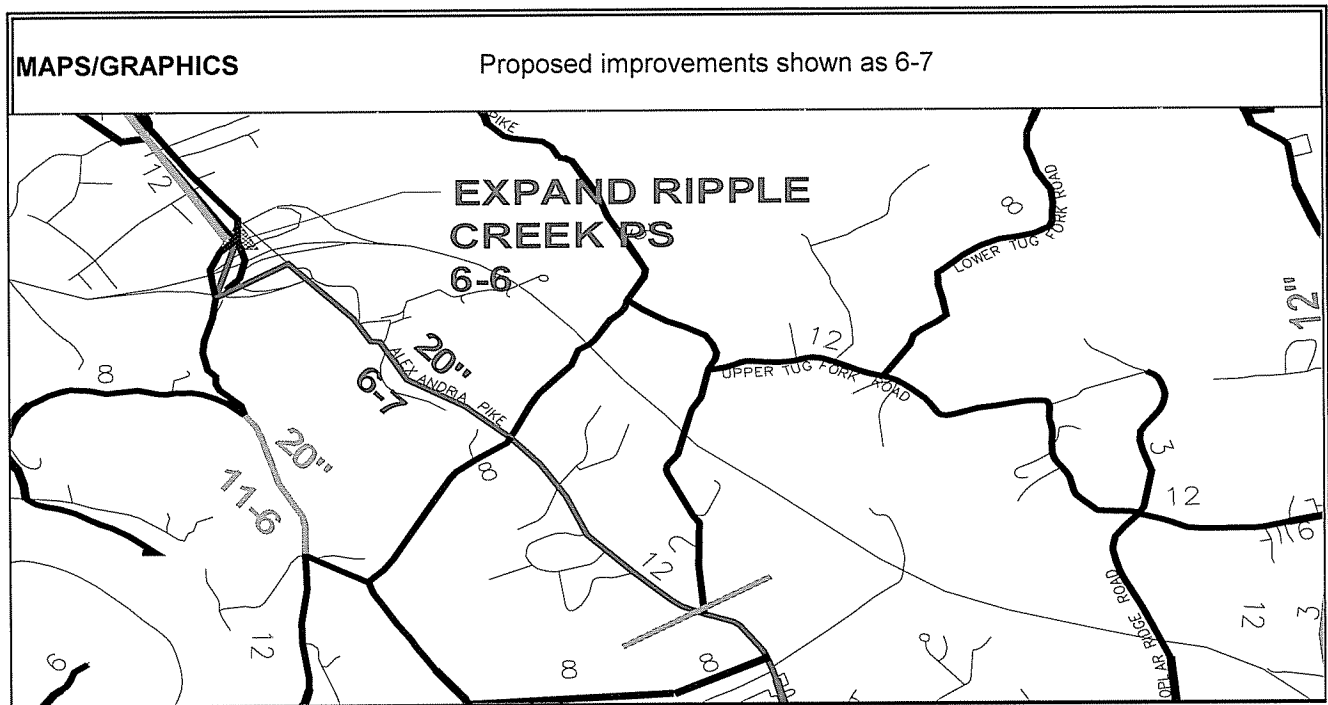 MAPS/GRAPHICS
Proposed improvements shown as 6-7
PIKE
12
EXPAND RIPPLE
CREEK PS
6-6
8
8
LOWER TUG FORK ROAD
12"
20"
ALEXANDRIA PIKE
6-7
12
UPPER TUG FORK ROAD
8
20"
11-6
8
3
12
6
12
12
POPLAR RIDGE ROAD
12
3
6
8
8